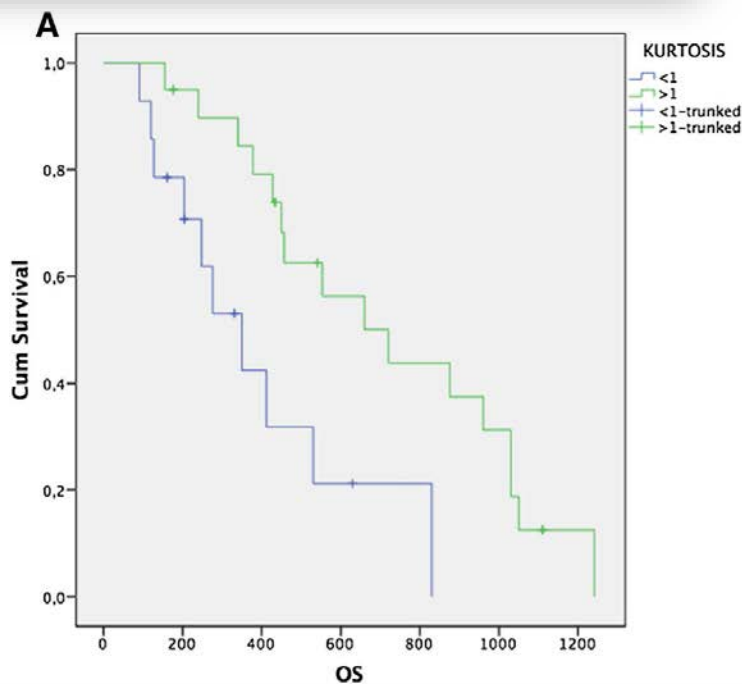 A
KURTOSIS
<1
>1
<1-trunked
>1-trunked
Cum Survival
1,0
0,8
0,6
0,4
0,2
0,0
0 200 400 600 800 1000 1200
OS